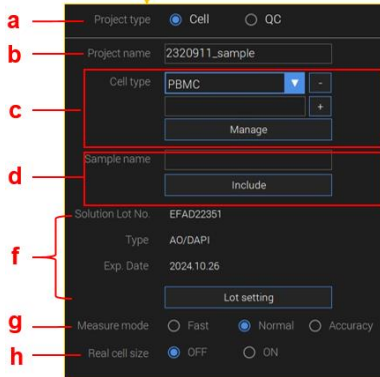 a Project type Cell QC
b Project name 2320911_sample
Cell type PBMC -
c +
Manage
Sample name
d Include
Solution Lot No. EFAD22351
Type AO/DAPI
f Exp. Date 2024.10.26
Lot setting
g Measure mode Fast Normal Accuracy
h Real cell size OFF ON